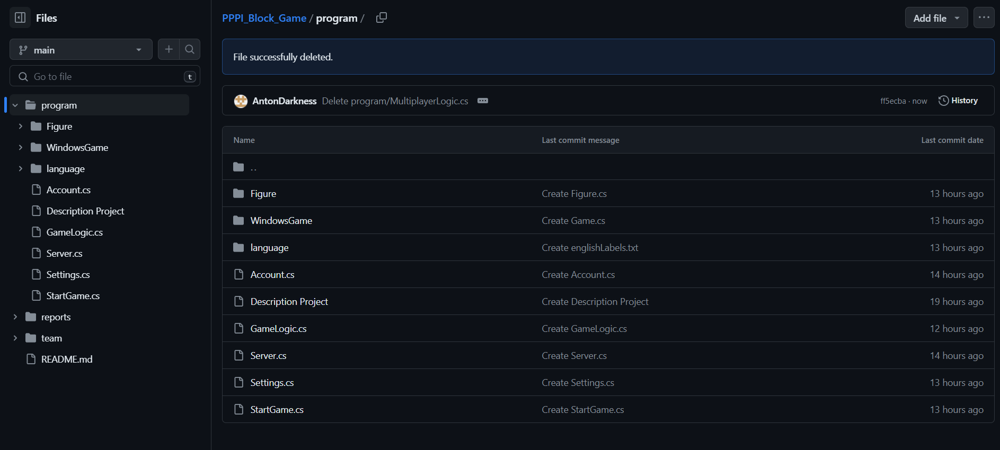 Files
main
Go to file
t
program
Figure
WindowsGame
language
Account.cs
Description Project
GameLogic.cs
Server.cs
Settings.cs
StartGame.cs
reports
team
README.md
PPPI_Block_Game / program /
Add file
File successfully deleted.
AntonDarkness Delete program/MultiplayerLogic.cs
ff5ecba · now History
Name Last commit message Last commit date
..
Figure Create Figure.cs 13 hours ago
WindowsGame Create Game.cs 13 hours ago
language Create englishLabels.txt 13 hours ago
Account.cs Create Account.cs 14 hours ago
Description Project Create Description Project 19 hours ago
GameLogic.cs Create GameLogic.cs 12 hours ago
Server.cs Create Server.cs 14 hours ago
Settings.cs Create Settings.cs 13 hours ago
StartGame.cs Create StartGame.cs 13 hours ago